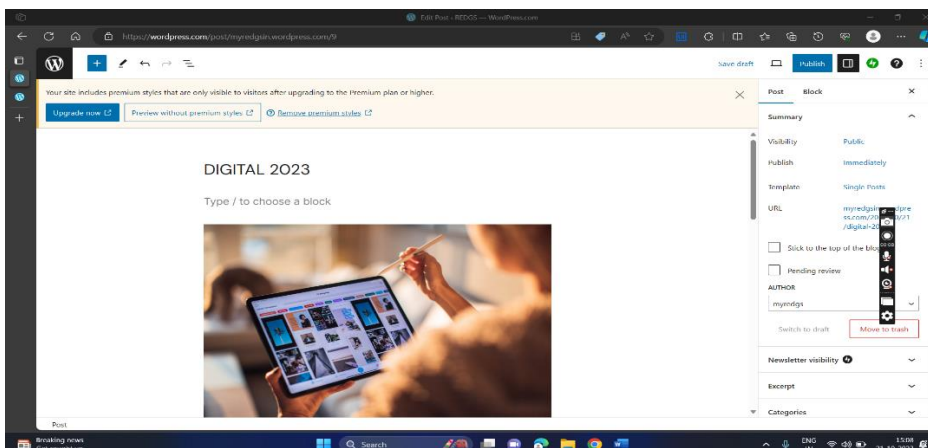 Edit Post - REDGS — WordPress.com
https://wordpress.com/post/myredgsin.wordpress.com/9
Save draft
Publish
Your site includes premium styles that are only visible to visitors after upgrading to the Premium plan or higher.
Upgrade now
Preview without premium styles
Remove premium styles
DIGITAL 2023
Type / to choose a block
Post
Post Block
Summary
Visibility Public
Publish Immediately
Template Single Posts
URL
/digital-20
Stick to the top of the blog
Pending review
AUTHOR
myredgs
Switch to draft Move to trash
Newsletter visibility
Excerpt
Categories
Breaking news
Search
ENG
15:08